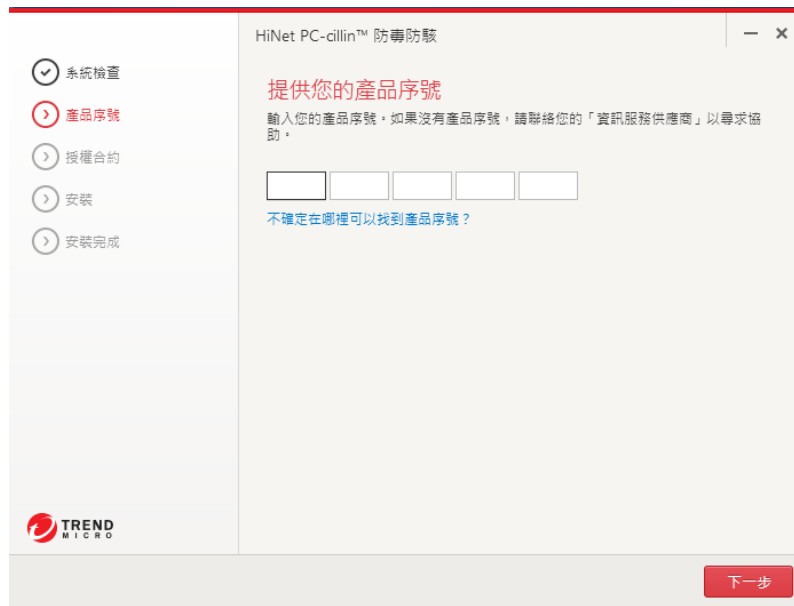 HiNet PC-cillin™ 防毒防駭
系統檢查
產品序號
授權合約
安裝
安裝完成
提供您的產品序號
輸入您的產品序號。如果沒有產品序號，請聯絡您的「資訊服務供應商」以尋求協
助。
不確定在哪裡可以找到產品序號？
TREND
MICRO
下一步